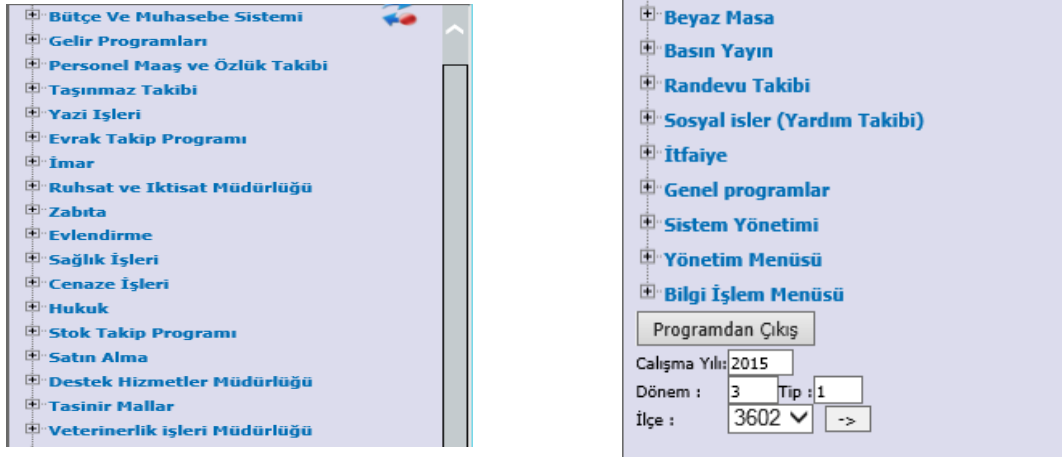 Bütçe Ve Muhasebe Sistemi
Gelir Programları
Personel Maaş ve Özlük Takibi
Taşınmaz Takibi
Yazi Işleri
Evrak Takip Programı
İmar
Ruhsat ve Iktisat Müdürlüğü
Zabıta
Evlendirme
Sağlık İşleri
Cenaze İşleri
Hukuk
Stok Takip Programı
Satın Alma
Destek Hizmetler Müdürlüğü
Tasinir Mallar
Veterinerlik işleri Müdürlüğü
Beyaz Masa
Basın Yayın
Randevu Takibi
Sosyal isler (Yardım Takibi)
İtfaiye
Genel programlar
Sistem Yönetimi
Yönetim Menüsü
Bilgi İşlem Menüsü
Programdan Çıkış
Calışma Yılı: 2015
Dönem : 3 Tip : 1
İlçe : 3602 ->